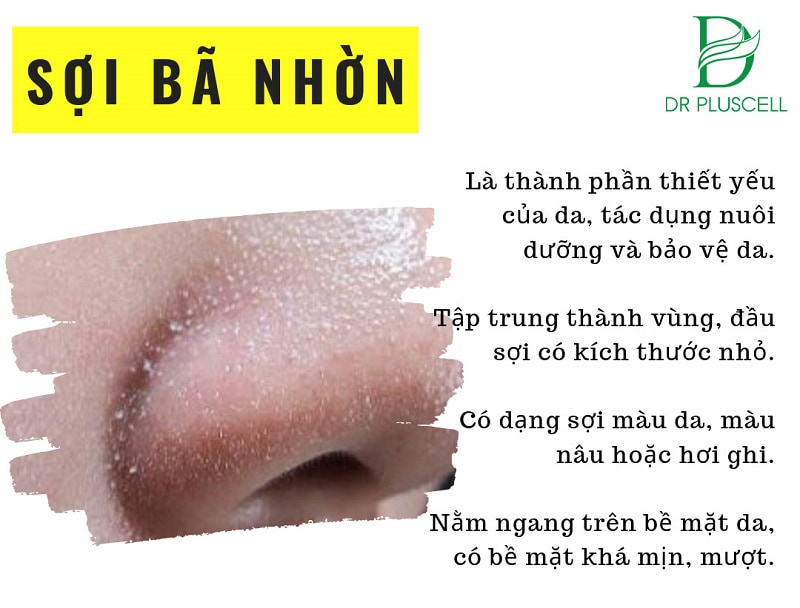 SỢI BÃ NHỜN
DR PLUSCELL
Là thành phần thiết yếu
của da, tác dụng nuôi
dưỡng và bảo vệ da.
Tập trung thành vùng, đầu
sợi có kích thước nhỏ.
Có dạng sợi màu da, màu
nâu hoặc hơi ghi.
Nằm ngang trên bề mặt da,
có bề mặt khá mịn, mượt.